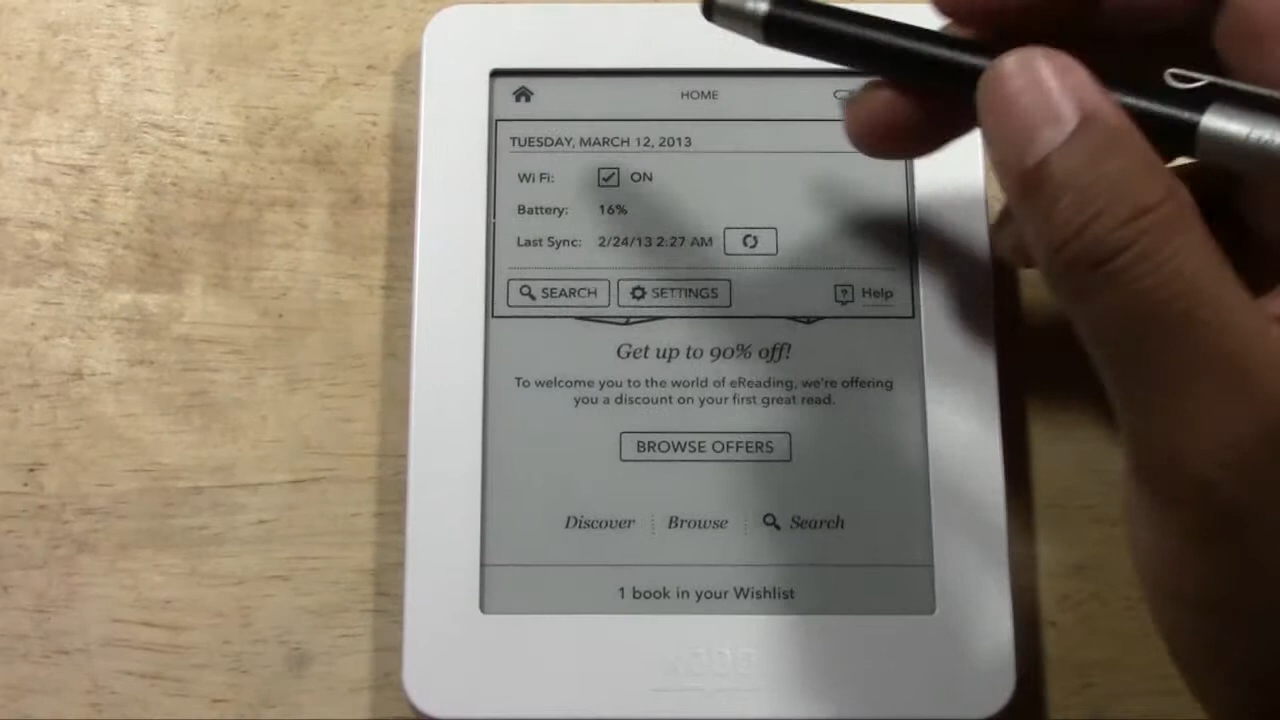 HOME
TUESDAY, MARCH 12, 2013
Wi Fi: ON
Battery: 16%
Last Sync: 2/24/13 2:27 AM
SEARCH SETTINGS ? Help
Get up to 90% off!
To welcome you to the world of eReading, we're offering
you a discount on your first great read.
BROWSE OFFERS
Discover Browse Search
1 book in your Wishlist